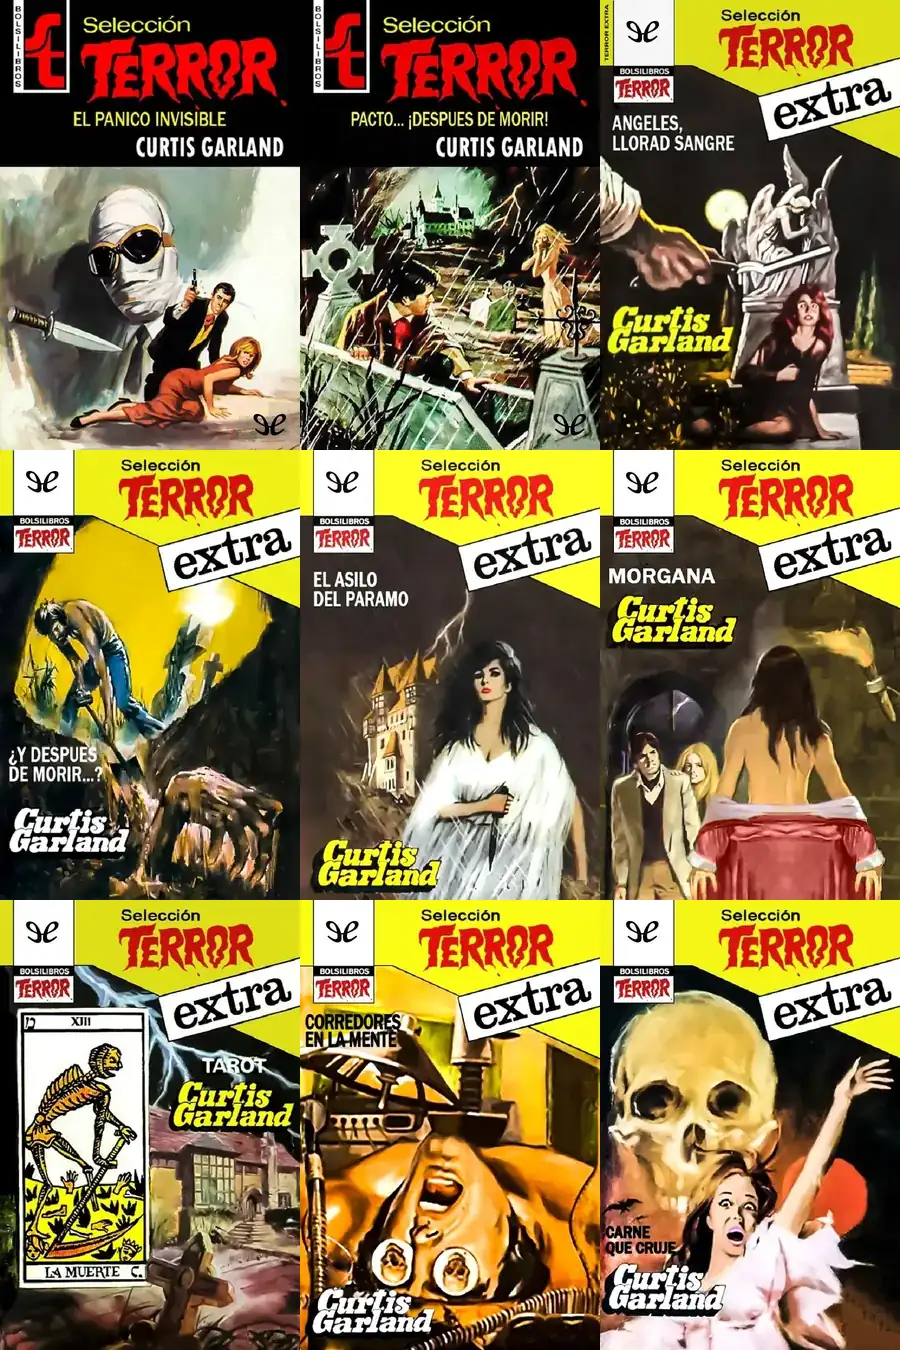 BOLSILIBROS
Selección
TERROR
EL PANICO INVISIBLE
CURTIS GARLAND
BOLSILIBROS
Selección
TERROR
PACTO... ¡DESPUES DE MORIR!
CURTIS GARLAND
TERROR EXTRA
Selección
TERROR
BOLSILIBROS
TERROR
extra
ANGELES,
LLORAD SANGRE
Curtis
Garland
Selección
TERROR
BOLSILIBROS
TERROR
extra
¿Y DESPUES
DE MORIR...?
Curtis
Garland
Selección
TERROR
BOLSILIBROS
TERROR
extra
EL ASILO
DEL PARAMO
Curtis
Garland
Selección
TERROR
BOLSILIBROS
TERROR
extra
MORGANA
Curtis
Garland
Selección
TERROR
BOLSILIBROS
TERROR
extra
XIII
TAROT
Curtis
Garland
LA MUERTE
Selección
TERROR
BOLSILIBROS
TERROR
extra
CORREDORES
EN LA MENTE
Curtis
Garland
Selección
TERROR
BOLSILIBROS
TERROR
extra
CARNE
QUE CRUJE
Curtis
Garland